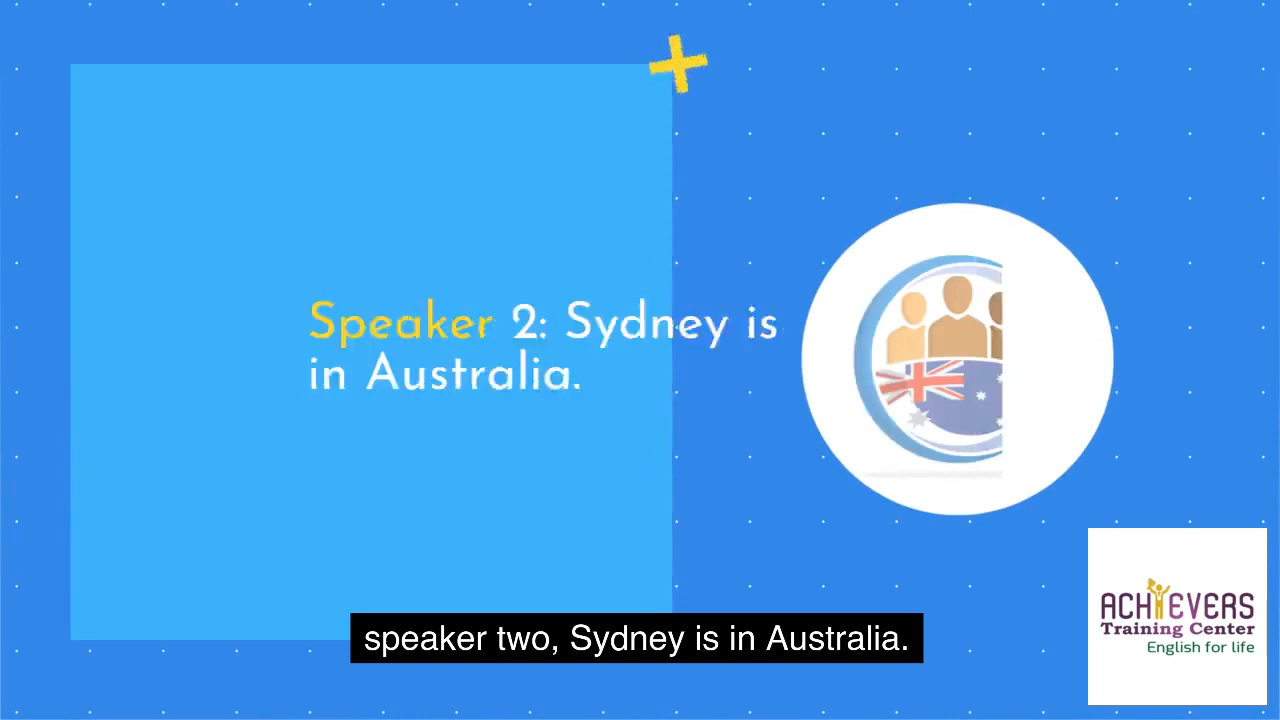 Speaker 2: Sydney is
in Australia.
speaker two, Sydney is in Australia.
ACHIEVERS
Training Center
English for life